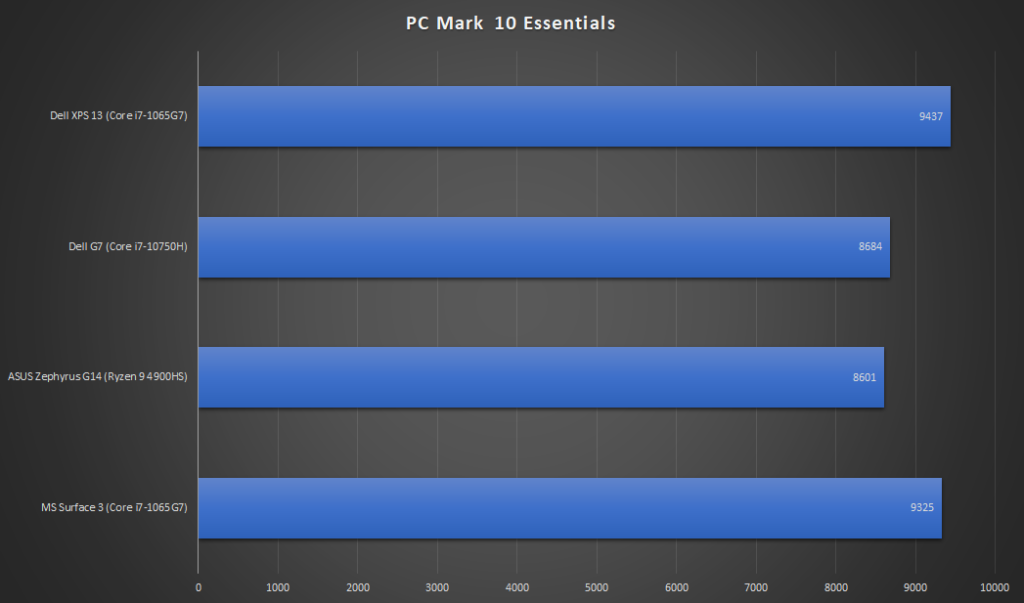 PC Mark 10 Essentials
Dell XPS 13 (Core i7-1065G7)
9437
Dell G7 (Core i7-10750H)
8684
ASUS Zephyrus G14 (Ryzen 9 4900HS)
8601
MS Surface 3 (Core i7-1065G7)
9325
0 1000 2000 3000 4000 5000 6000 7000 8000 9000 10000